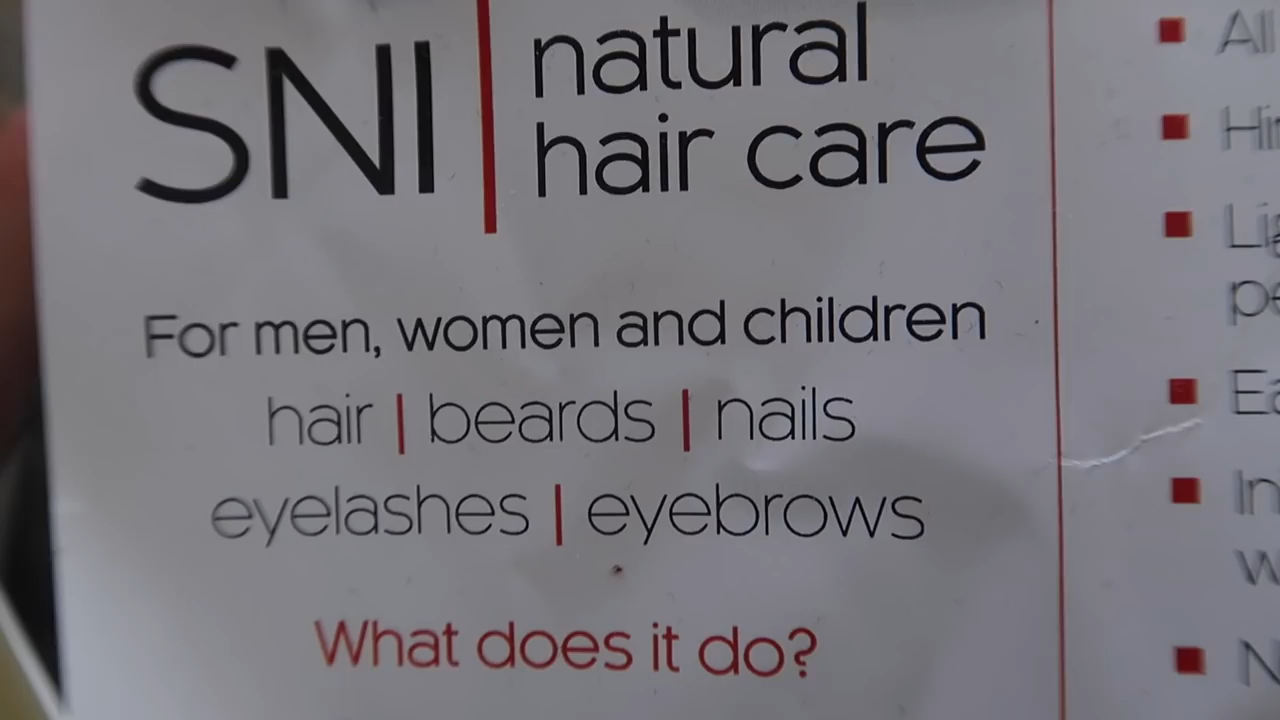 SNI | natural
hair care
For men, women and children
hair | beards | nails
eyelashes | eyebrows
What does it do?